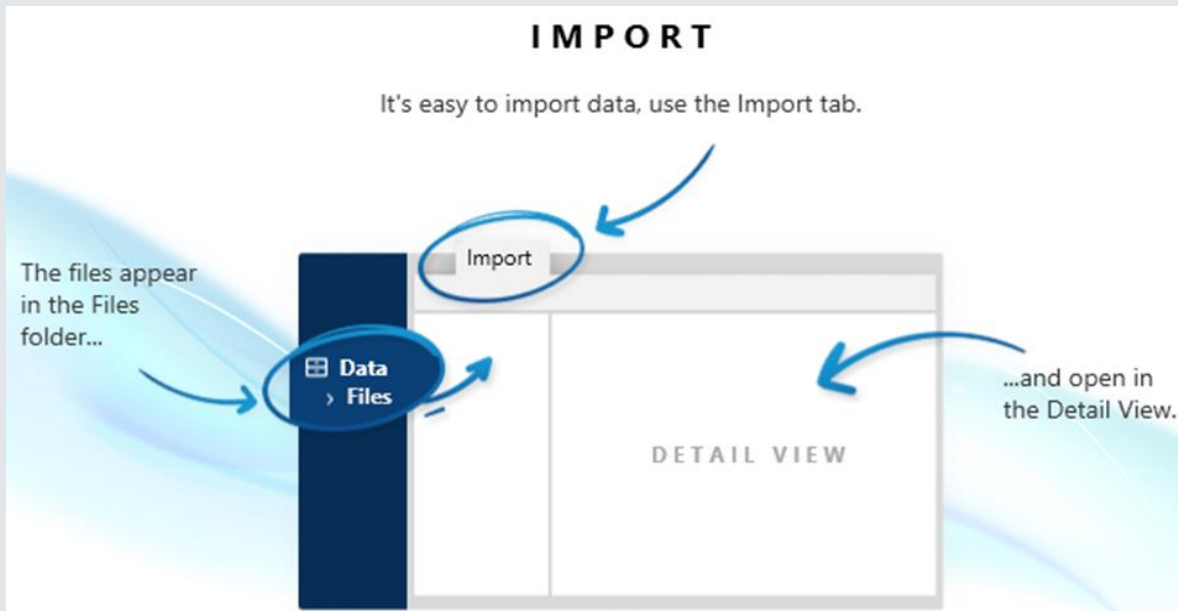 IMPORT
It's easy to import data, use the Import tab.
Import
The files appear
in the Files
folder...
Data
› Files
...and open in
the Detail View.
DETAIL VIEW